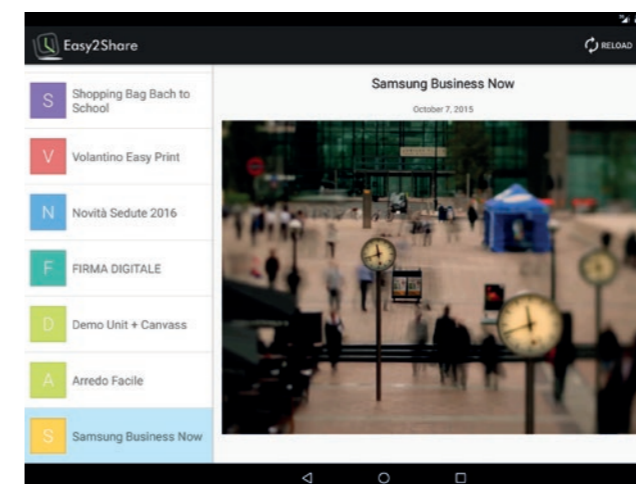 Easy2Share
RELOAD
S
Shopping Bag Bach to
School
V
Volantino Easy Print
N
Novità Sedute 2016
F
FIRMA DIGITALE
D
Demo Unit + Canvass
A
Arredo Facile
S
Samsung Business Now
Samsung Business Now
October 7, 2015